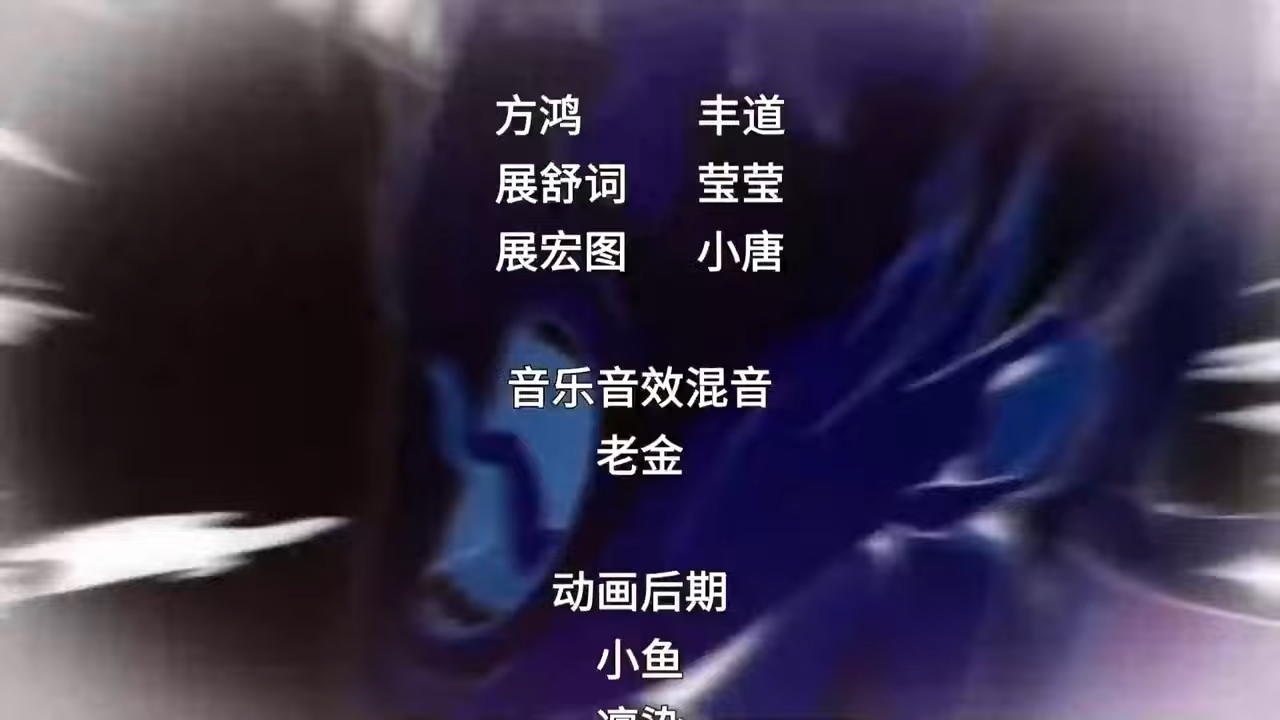 方鸿 丰道
展舒词 莹莹
展宏图 小唐
音乐音效混音
老金
动画后期
小鱼